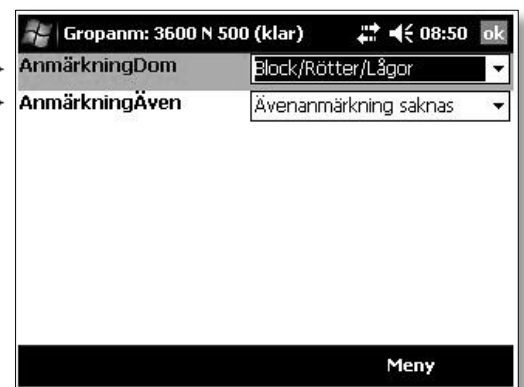 Gropanm: 3600 N 500 (klar) 08:50 ok
AnmärkningDom Block/Rötter/Lågor
AnmärkningÄven Ävenanmärkning saknas
Meny